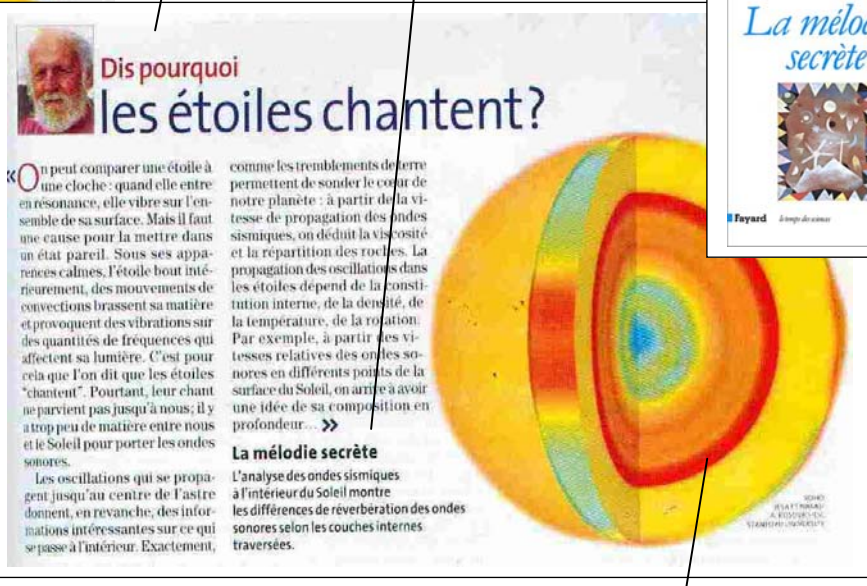 Dis pourquoi
les étoiles chantent?
«On peut comparer une étoile à
une cloche : quand elle entre
en résonance, elle vibre sur l'en-
semble de sa surface. Mais il faut
une cause pour la mettre dans
un état pareil. Sous ses appa-
rences calmes, l'étoile bout inté-
rieurement, des mouvements de
convections brassent sa matière
et provoquent des vibrations sur
des quantités de fréquences qui
affectent sa lumière. C'est pour
cela que l'on dit que les étoiles
"chantent". Pourtant, leur chant
ne parvient pas jusqu'à nous; il y
a trop peu de matière entre nous
et le Soleil pour porter les ondes
sonores.
Les oscillations qui se propa-
gent jusqu'au centre de l'astre
donnent, en revanche, des infor-
mations intéressantes sur ce qui
se passe à l'intérieur. Exactement,
comme les tremblements de terre
permettent de sonder le cœur de
notre planète : à partir de la vi-
tesse de propagation des ondes
sismiques, on déduit la viscosité
et la répartition des roches. La
propagation des oscillations dans
les étoiles dépend de la consti-
tution interne, de la densité, de
la température, de la rotation.
Par exemple, à partir des vi-
tesses relatives des ondes so-
nores en différents points de la
surface du Soleil, on arrive à avoir
une idée de sa composition en
profondeur... »
La mélodie secrète
L'analyse des ondes sismiques
à l'intérieur du Soleil montre
les différences de réverbération des ondes
sonores selon les couches internes
traversées.
La mélod
secrète
Fayard le temps des sciences
SOHO
STANFORD UNIVERSITY